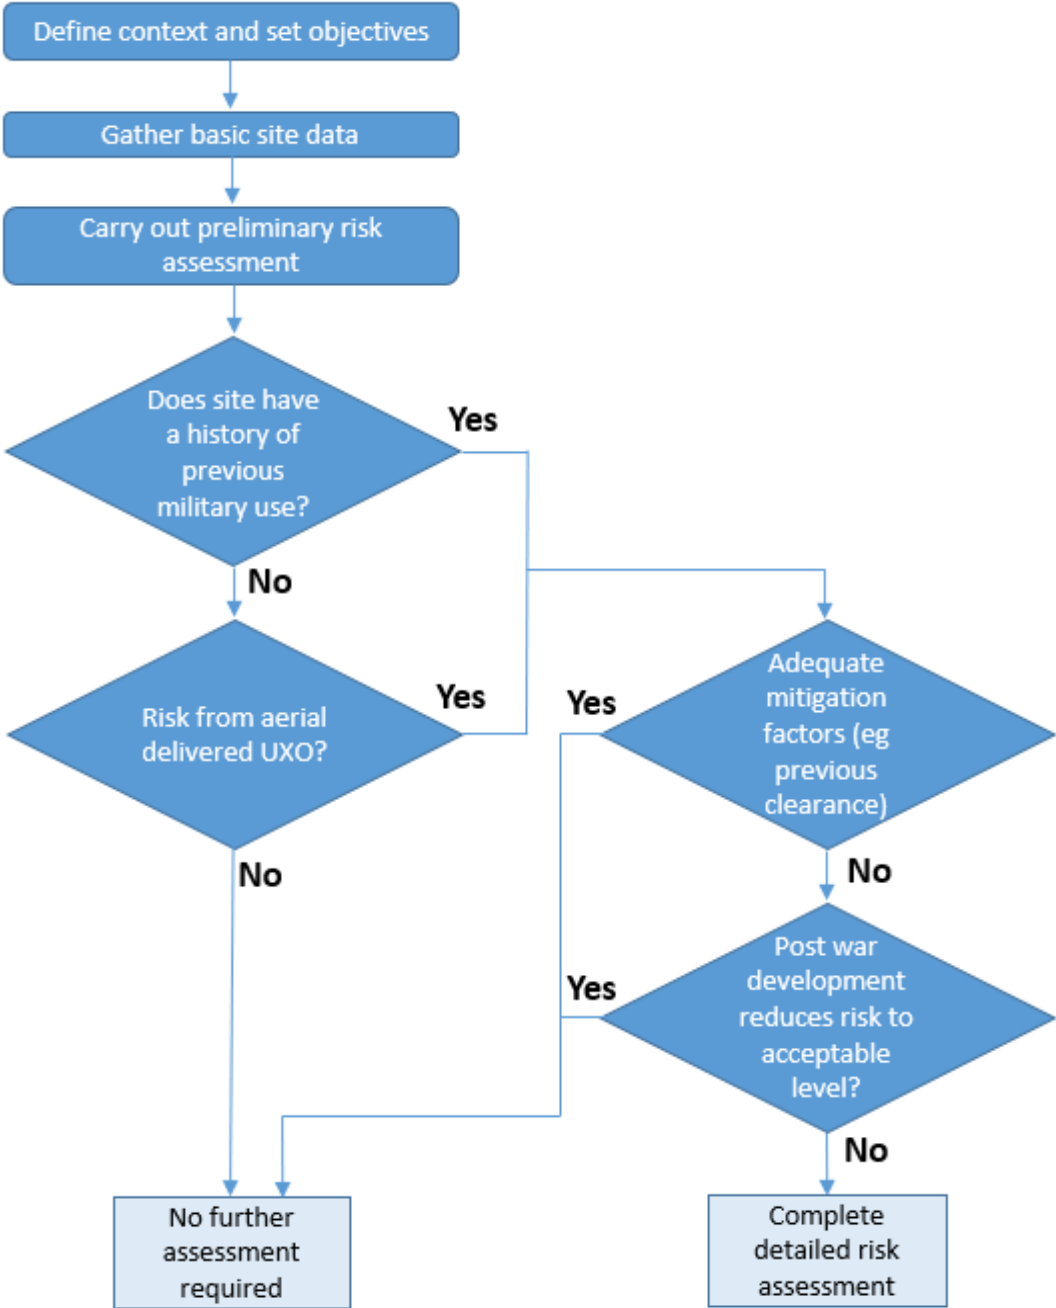 Define context and set objectives
Gather basic site data
Carry out preliminary risk
assessment
Does site have
a history of
previous
military use?
Yes
No
Risk from aerial
delivered UXO?
Yes
No
Adequate
mitigation
factors (eg
previous
clearance)
Yes
No
Post war
development
reduces risk to
acceptable
level?
Yes
No
No further
assessment
required
Complete
detailed risk
assessment